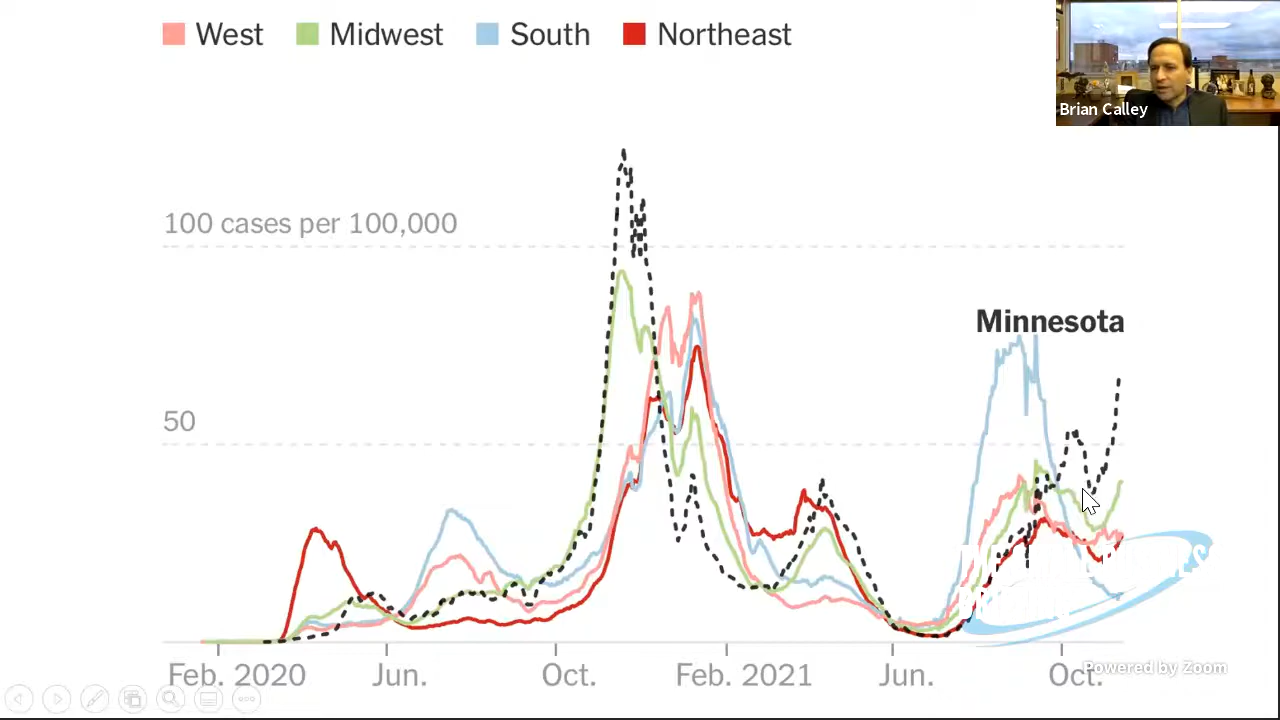 West Midwest South Northeast
Brian Calley
100 cases per 100,000
Minnesota
50
Feb. 2020 Jun. Oct. Feb. 2021 Jun. Oct.
Powered by Zoom